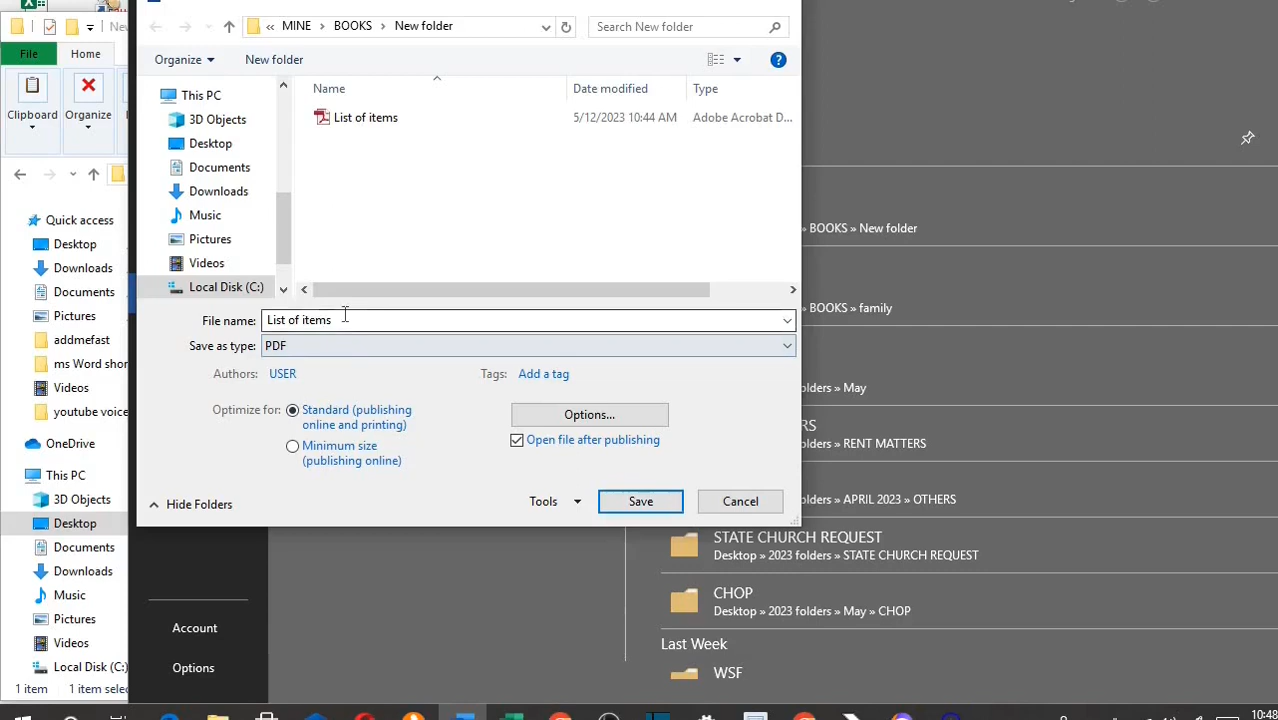 Ne
File
Home
Clipboard
Organize
Quick access
Desktop
Downloads
Documents
Pictures
addmefast
ms Word shor
Videos
youtube voice
OneDrive
This PC
3D Objects
Desktop
Documents
Downloads
Music
Pictures
Videos
Local Disk (C:)
1 item
1 item selec
« MINE > BOOKS > New folder
Search New folder
Organize
New folder
?
This PC
3D Objects
Desktop
Documents
Downloads
Music
Pictures
Videos
Local Disk (C:)
Name
Date modified
Type
List of items
5/12/2023 10:44 AM
Adobe Acrobat D...
File name: List of items
Save as type: PDF
Authors: USER
Tags: Add a tag
Optimize for:
Standard (publishing
online and printing)
Minimum size
(publishing online)
Options...
Open file after publishing
Hide Folders
Tools
Save
Cancel
Account
Options
» BOOKS » New folder
» BOOKS » family
olders » May
RS
» RENT MATTERS
olders » APRIL 2023 » OTHERS
STATE CHURCH REQUEST
Desktop » 2023 folders » STATE CHURCH REQUEST
CHOP
Desktop » 2023 folders » May » CHOP
Last Week
WSF
10:48